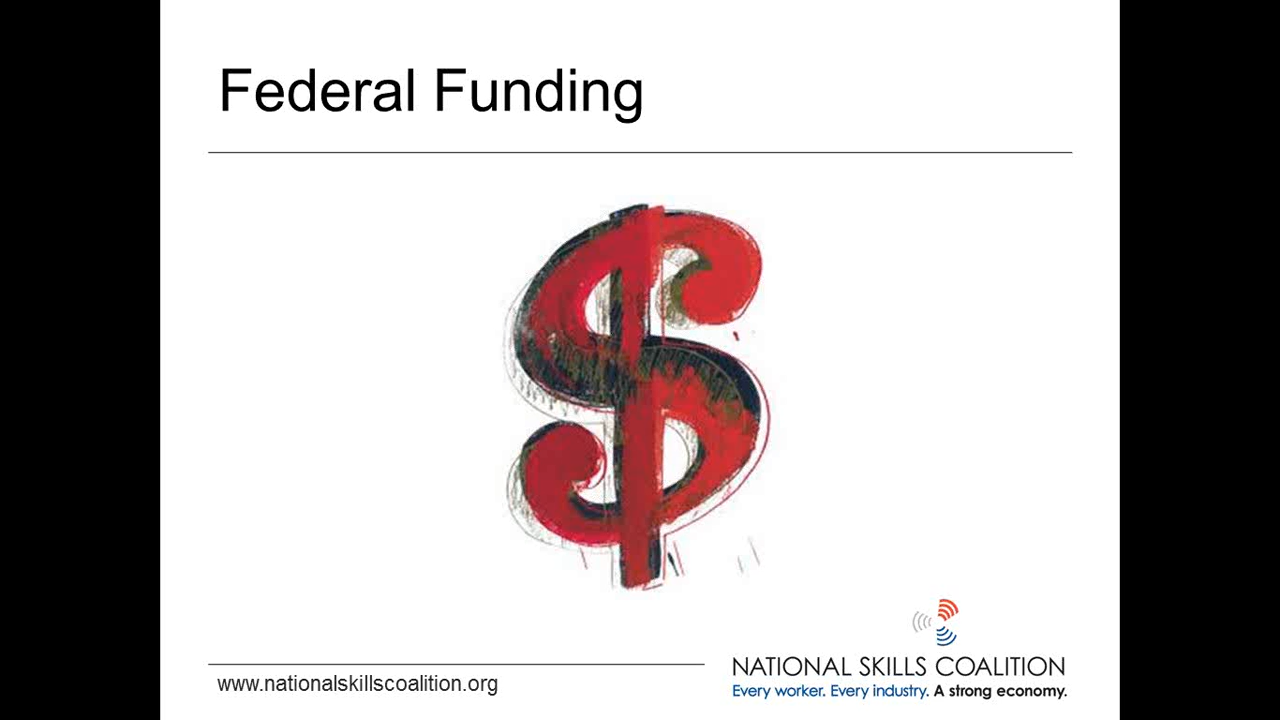 Federal Funding
$
www.nationalskillscoalition.org
NATIONAL SKILLS COALITION
Every worker. Every industry. A strong economy.